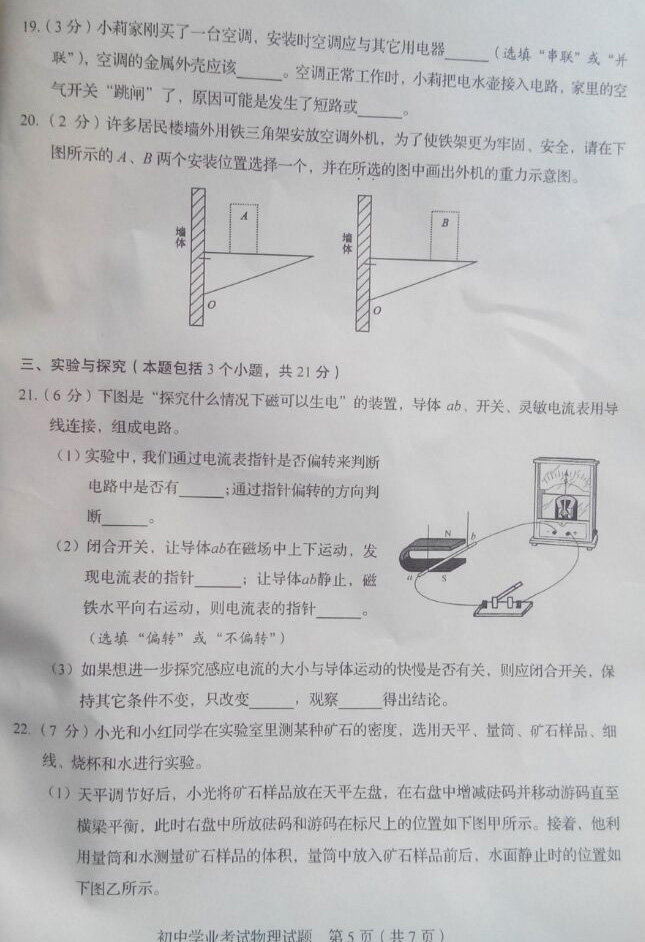 19.(3分)小莉家刚买了一台空调，安装时空调应与其它用电器______（选填“串联”或“并
联”），空调的金属外壳应该______。空调正常工作时，小莉把电水壶接入电路，家里的空
气开关“跳闸”了，原因可能是发生了短路或______。
20.(2分)许多居民楼墙外用铁三角架安放空调外机，为了使铁架更为牢固、安全，请在下
图所示的A、B两个安装位置选择一个，并在所选的图中画出外机的重力示意图。
墙体
A
O
墙体
B
O
三、实验与探究（本题包括3个小题，共21分）
21.(6分)下图是“探究什么情况下磁可以生电”的装置，导体ab、开关、灵敏电流表用导
线连接，组成电路。
(1)实验中，我们通过电流表指针是否偏转来判断
电路中是否有______；通过指针偏转的方向判
断______。
(2)闭合开关，让导体ab在磁场中上下运动，发
现电流表的指针______；让导体ab静止，磁
铁水平向右运动，则电流表的指针______。
（选填“偏转”或“不偏转”）
N
b
a
S
(3)如果想进一步探究感应电流的大小与导体运动的快慢是否有关，则应闭合开关，保
持其它条件不变，只改变______，观察______得出结论。
22.(7分)小光和小红同学在实验室里测某种矿石的密度，选用天平、量筒、矿石样品、细
线、烧杯和水进行实验。
(1)天平调节好后，小光将矿石样品放在天平左盘，在右盘中增减砝码并移动游码直至
横梁平衡，此时右盘中所放砝码和游码在标尺上的位置如下图甲所示。接着，他利
用量筒和水测量矿石样品的体积，量筒中放入矿石样品前后，水面静止时的位置如
下图乙所示。
初中学业考试物理试题 第5页（共7页）